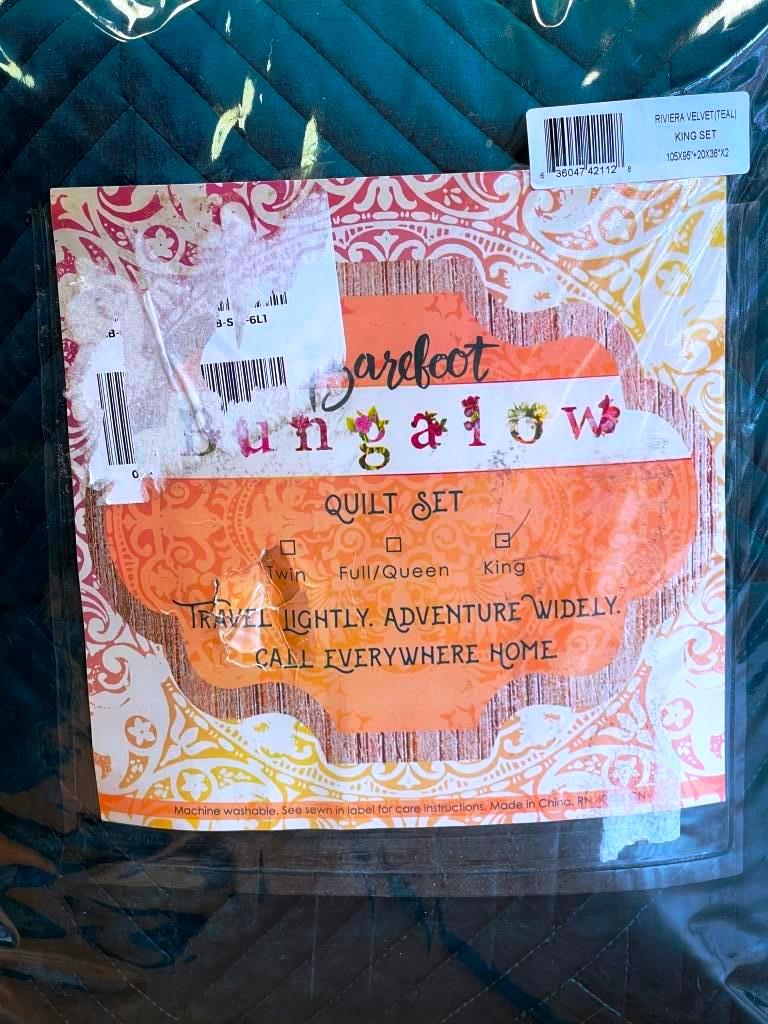 RIVIERA VELVET(TEAL)
KING SET
105X95"+20X36"X2
6 36047 42112 8
Barefoot
Bungalow
QUILT SET
Twin Full/Queen King
TRAVEL LIGHTLY. ADVENTURE WIDELY.
CALL EVERYWHERE HOME.
Machine washable. See sewn in label for care instructions. Made in China.